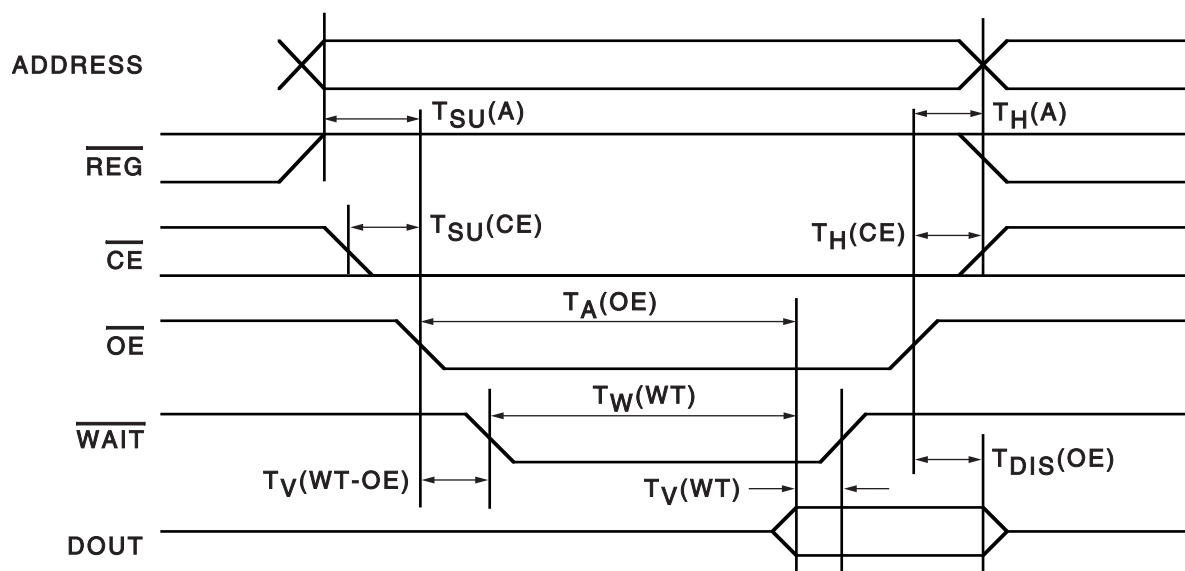 ADDRESS
TSU(A)
TH(A)
REG
TSU(CE)
TH(CE)
CE
TA(OE)
OE
TW(WT)
WAIT
TV(WT-OE)
TV(WT)
TDIS(OE)
DOUT